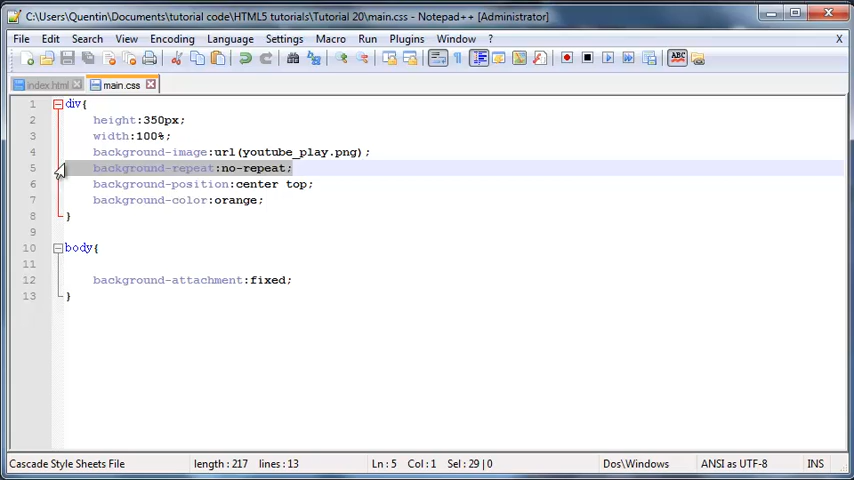 C:\Users\Quentin\Documents\tutorial code\HTML5 tutorials\Tutorial 20\main.css - Notepad++ [Administrator]
File Edit Search View Encoding Language Settings Macro Run Plugins Window ? X
index.html main.css
1 div{
2 height:350px;
3 width:100%;
4 background-image:url(youtube_play.png);
5 background-repeat:no-repeat;
6 background-position:center top;
7 background-color:orange;
8 }
9
10 body{
11
12 background-attachment:fixed;
13 }
Cascade Style Sheets File length : 217 lines : 13 Ln : 5 Col : 1 Sel : 29 | 0 Dos\Windows ANSI as UTF-8 INS